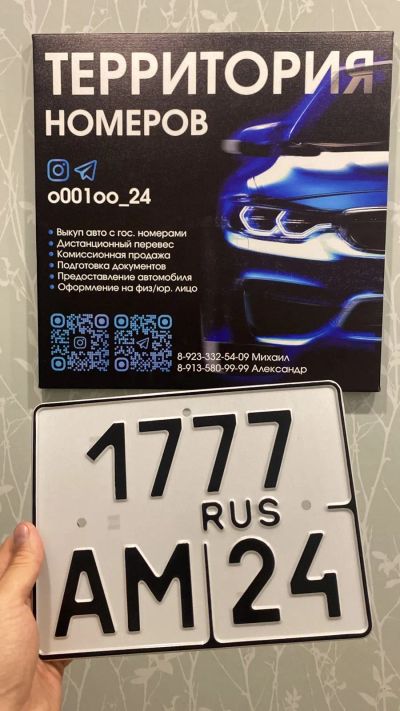 ТЕРРИТОРИЯ
НОМЕРОВ
o001oo_24
• Выкуп авто с гос. номерами
• Дистанционный перевес
• Комиссионная продажа
• Подготовка документов
• Предоставление автомобиля
• Оформление на физ/юр. лицо
8-923-332-54-09 Михаил
8-913-580-99-99 Александр
1777
RUS
АМ 24